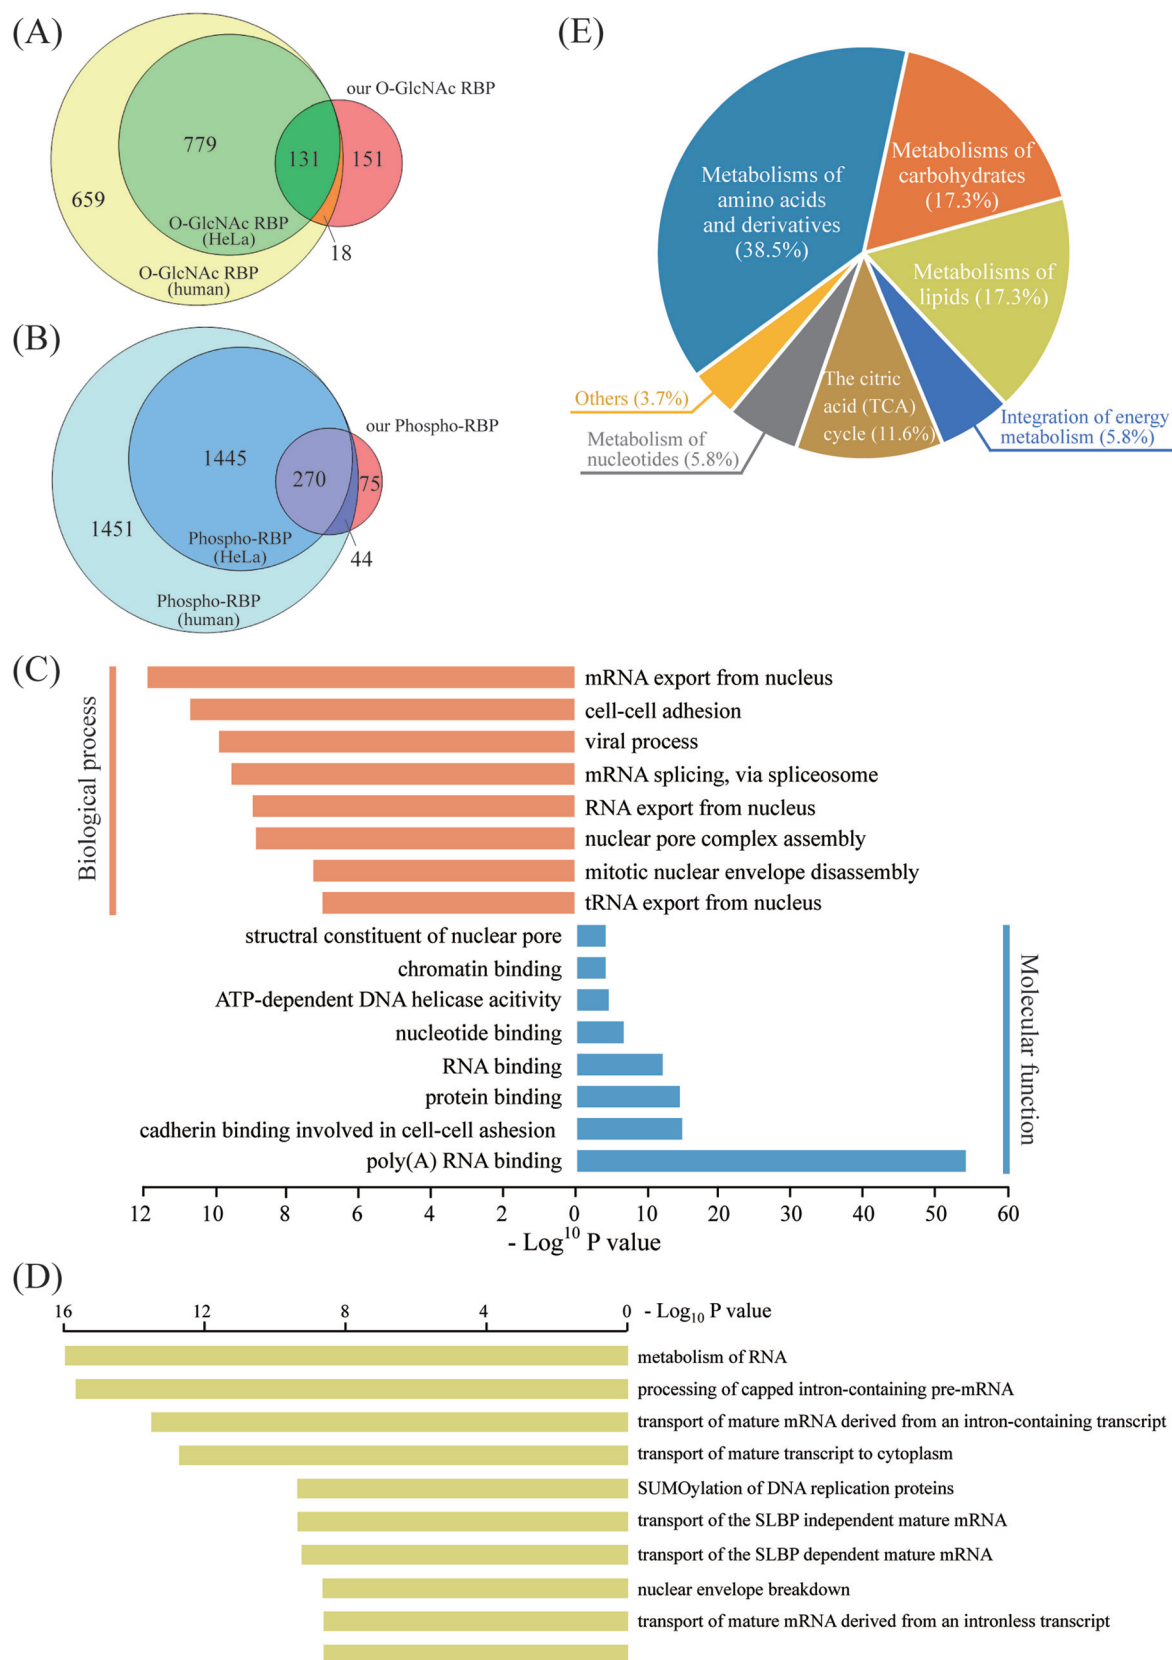 (A)
our O-GlcNAc RBP
779
131
151
659
O-GlcNAc RBP
(HeLa)
18
O-GlcNAc RBP
(human)
(B)
our Phospho-RBP
1445
270
75
1451
Phospho-RBP
(HeLa)
44
Phospho-RBP
(human)
(E)
Metabolisms of
carbohydrates
(17.3%)
Metabolisms of
amino acids
and derivatives
(38.5%)
Metabolisms of
lipids (17.3%)
The citric
acid (TCA)
cycle (11.6%)
Others (3.7%)
Integration of energy
metabolism (5.8%)
Metabolism of
nucleotides (5.8%)
(C)
Biological process
mRNA export from nucleus
cell-cell adhesion
viral process
mRNA splicing, via spliceosome
RNA export from nucleus
nuclear pore complex assembly
mitotic nuclear envelope disassembly
tRNA export from nucleus
structral constituent of nuclear pore
chromatin binding
ATP-dependent DNA helicase acitivity
nucleotide binding
RNA binding
protein binding
cadherin binding involved in cell-cell ashesion
poly(A) RNA binding
Molecular function
12 10 8 6 4 2 0 10 20 30 40 50 60
- Log¹⁰ P value
(D)
16 12 8 4 0 - Log₁₀ P value
metabolism of RNA
processing of capped intron-containing pre-mRNA
transport of mature mRNA derived from an intron-containing transcript
transport of mature transcript to cytoplasm
SUMOylation of DNA replication proteins
transport of the SLBP independent mature mRNA
transport of the SLBP dependent mature mRNA
nuclear envelope breakdown
transport of mature mRNA derived from an intronless transcript